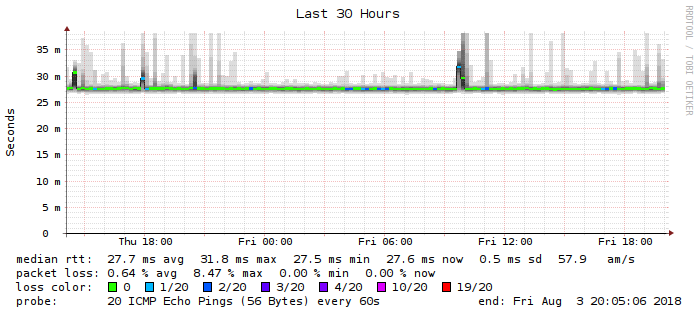 Last 30 Hours
RRDTOOL / TOBI OETIKER
Seconds
35 m
30 m
25 m
20 m
15 m
10 m
5 m
0
Thu 18:00 Fri 00:00 Fri 06:00 Fri 12:00 Fri 18:00
median rtt: 27.7 ms avg 31.8 ms max 27.5 ms min 27.6 ms now 0.5 ms sd 57.9 am/s
packet loss: 0.64 % avg 8.47 % max 0.00 % min 0.00 % now
loss color: 0 1/20 2/20 3/20 4/20 10/20 19/20
probe: 20 ICMP Echo Pings (56 Bytes) every 60s end: Fri Aug 3 20:05:06 2018